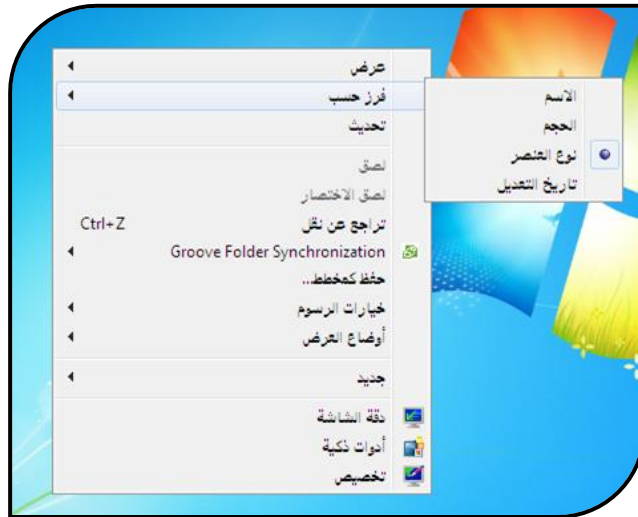 عرض
فرز حسب
تحديث
لصق
لصق الاختصار
تراجع عن نقل Ctrl+Z
Groove Folder Synchronization
حفظ كمخطط...
خيارات الرسوم
أوضاع العرض
جديد
دقة الشاشة
أدوات ذكية
تخصيص
الاسم
الحجم
نوع العنصر
تاريخ التعديل